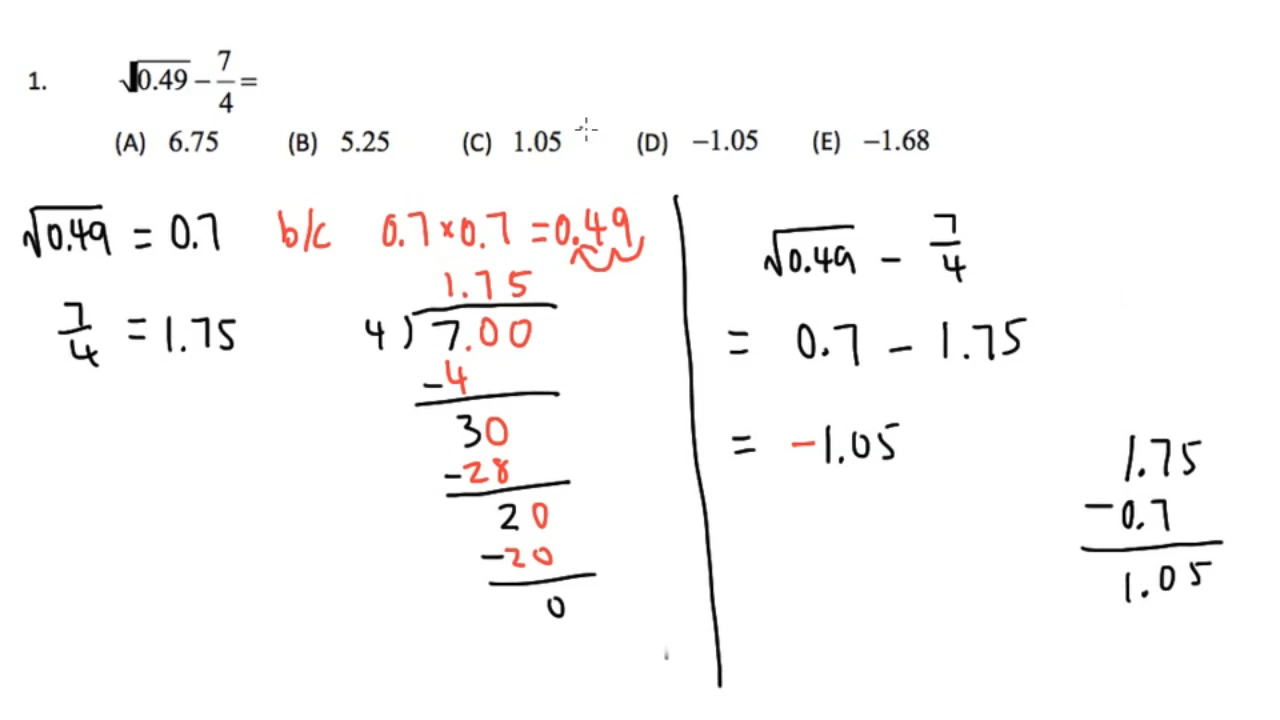 1. √0.49 − 7/4 =
(A) 6.75 (B) 5.25 (C) 1.05 (D) −1.05 (E) −1.68
√0.49 = 0.7 b/c 0.7 × 0.7 = 0.49
7/4 = 1.75
1.75
4 ) 7.00
−4
30
−28
20
−20
0
√0.49 − 7/4
= 0.7 − 1.75
= −1.05
1.75
−0.7
1.05